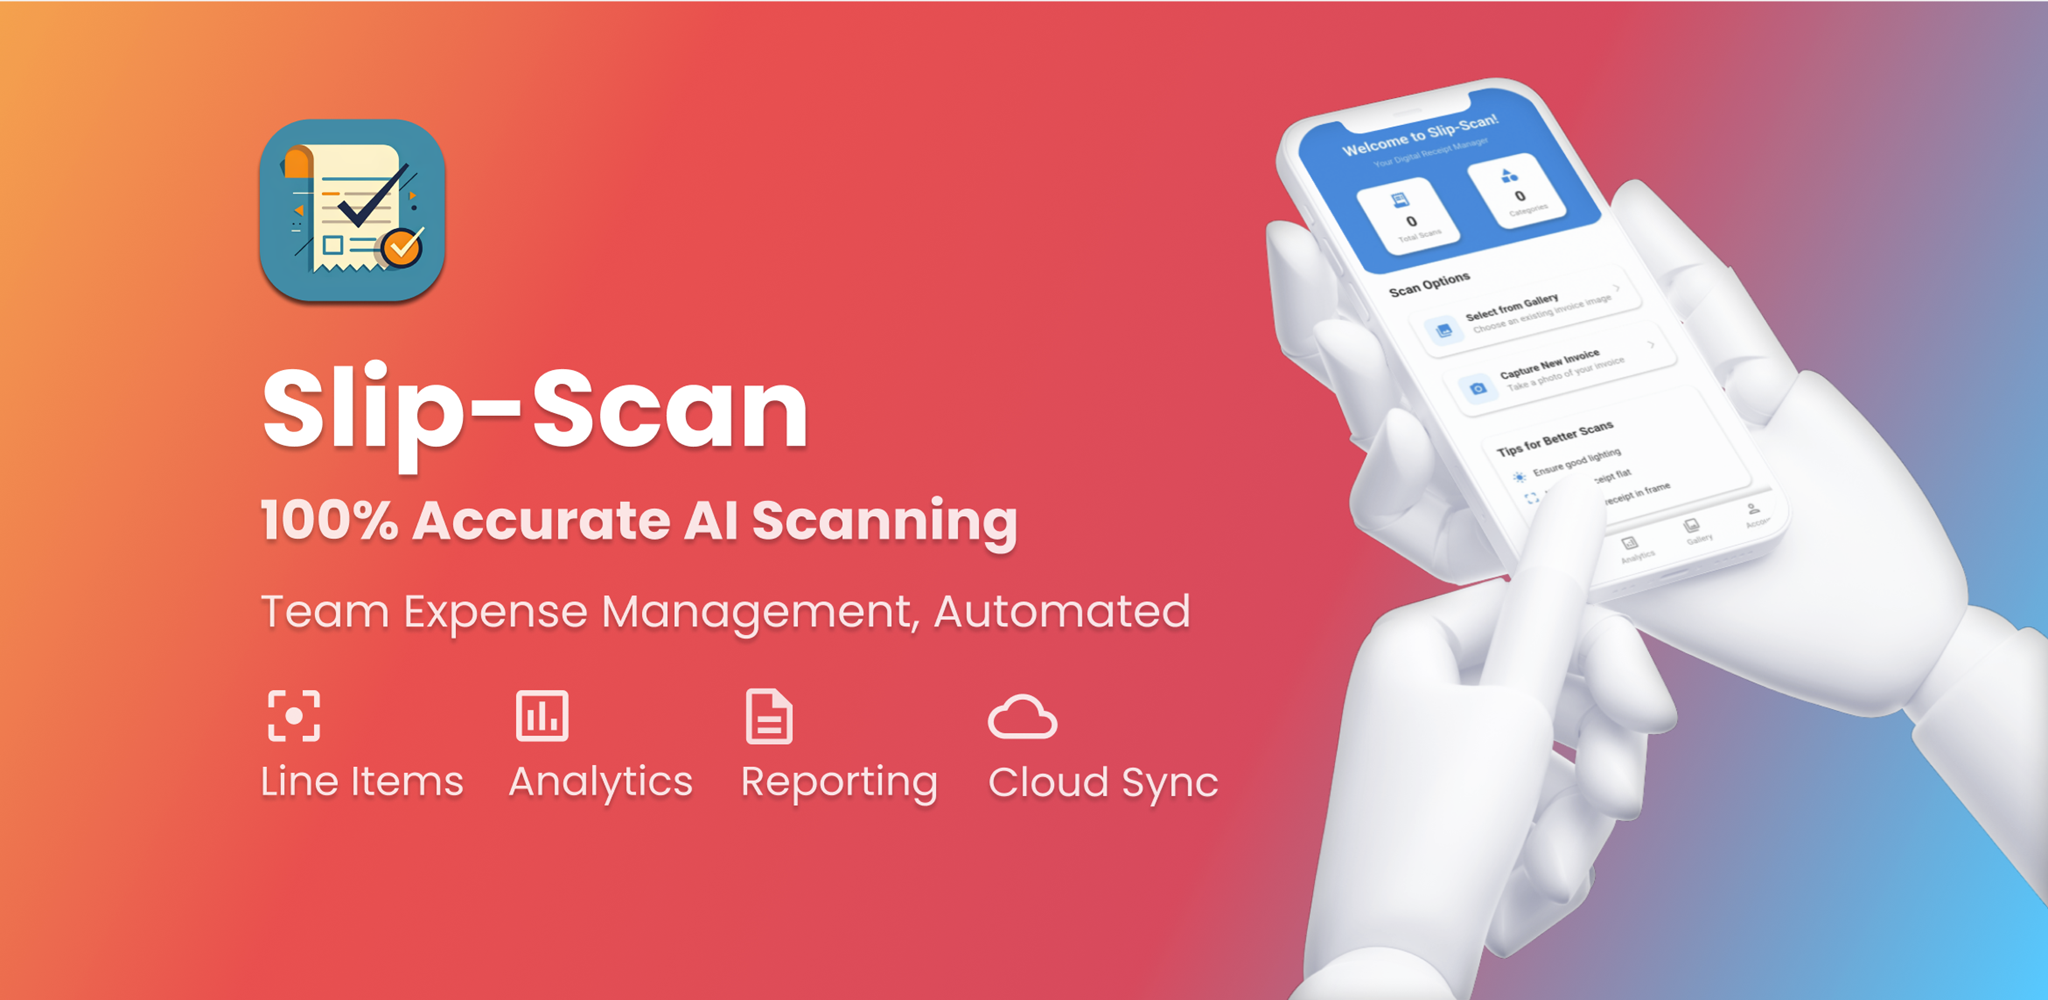 Slip-Scan
100% Accurate AI Scanning
Team Expense Management, Automated
Line Items
Analytics
Reporting
Cloud Sync
Welcome to Slip-Scan!
Your Digital Receipt Manager
0
Total Scans
0
Categories
Scan Options
Select from Gallery
Choose an existing invoice image
Capture New Invoice
Take a photo of your invoice
Tips for Better Scans
Ensure good lighting
flat
receipt in frame
Analytics
Gallery